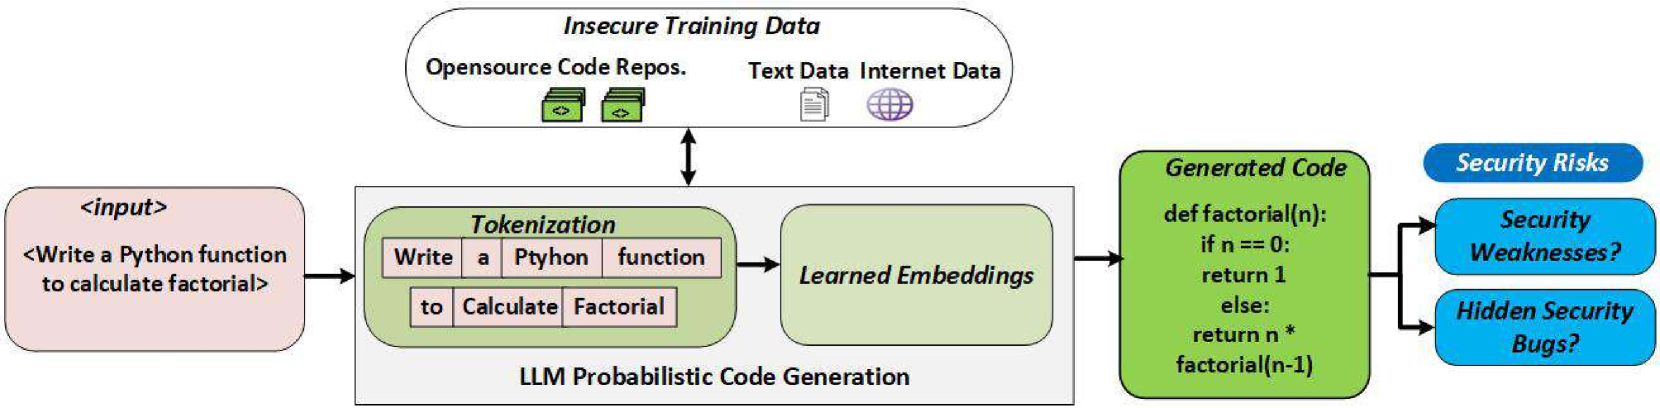 Insecure Training Data
Opensource Code Repos.
Text Data
Internet Data
<>
<>
<input>
<Write a Python function
to calculate factorial>
Tokenization
Write a Ptyhon function
to Calculate Factorial
Learned Embeddings
LLM Probabilistic Code Generation
Generated Code
def factorial(n):
if n == 0:
return 1
else:
return n *
factorial(n-1)
Security Risks
Security
Weaknesses?
Hidden Security
Bugs?